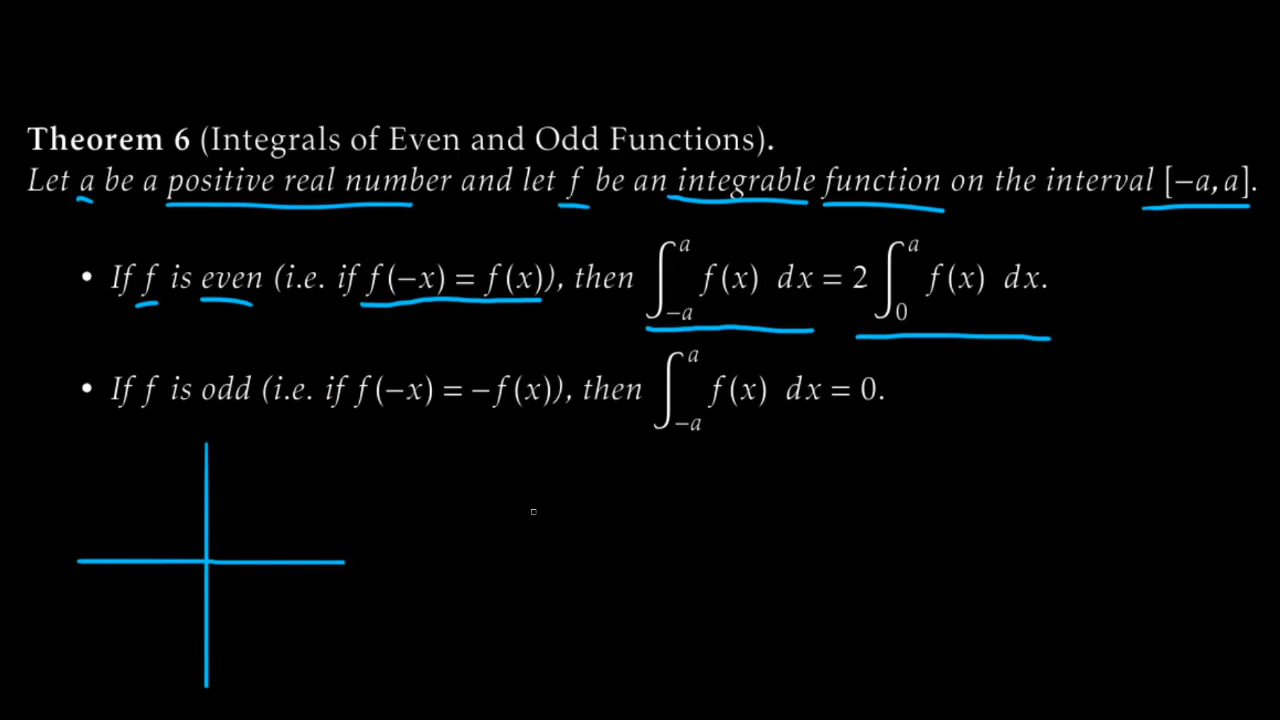 Theorem 6 (Integrals of Even and Odd Functions).
Let a be a positive real number and let f be an integrable function on the interval [−a, a].
• If f is even (i.e. if f(−x) = f(x)), then ∫_{−a}^{a} f(x) dx = 2 ∫_{0}^{a} f(x) dx.
• If f is odd (i.e. if f(−x) = −f(x)), then ∫_{−a}^{a} f(x) dx = 0.